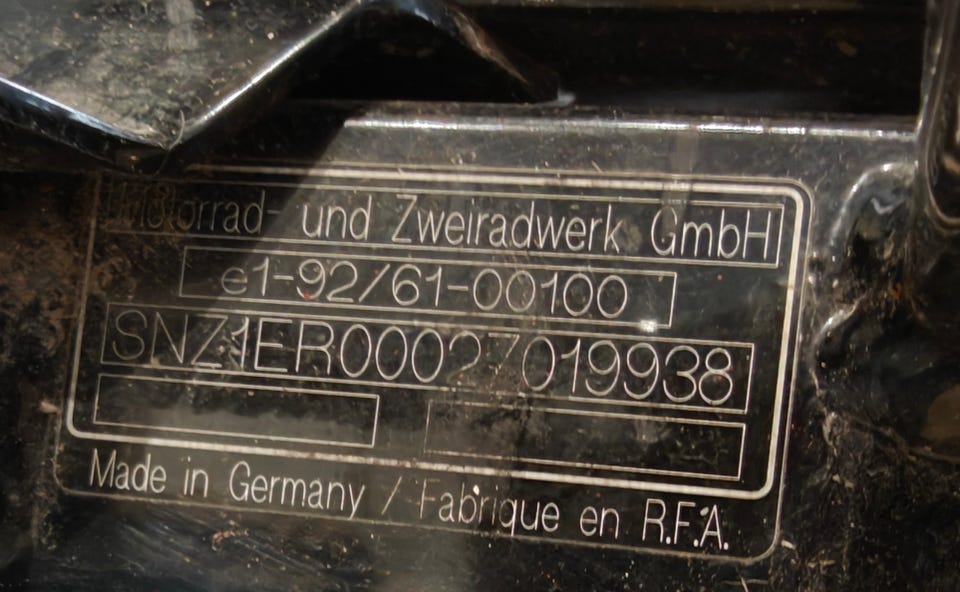 Motorrad- und Zweiradwerk GmbH
e1-92/61-00100
SNZ1ER00027019938
Made in Germany / Fabrique en R.F.A.